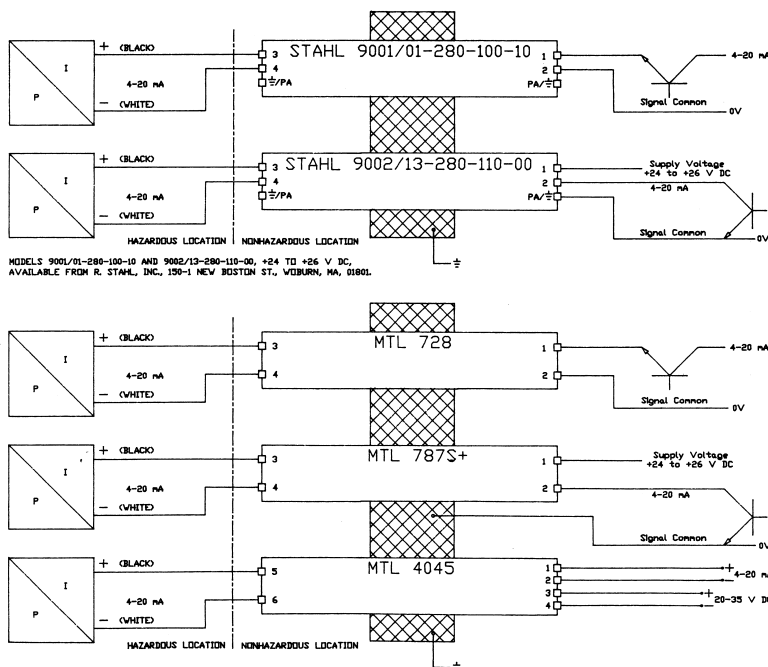 + (BLACK)
I
P
4-20 mA
- (WHITE)
3 STAHL 9001/01-280-100-10 1
4 2
⏚/PA PA/⏚
4-20 mA
Signal Common
0V
+ (BLACK)
I
P
4-20 mA
- (WHITE)
3 STAHL 9002/13-280-110-00 1
4 2
⏚/PA PA/⏚
Supply Voltage
+24 to +26 V DC
4-20 mA
Signal Common
0V
HAZARDOUS LOCATION NONHAZARDOUS LOCATION
MODELS 9001/01-280-100-10 AND 9002/13-280-110-00, +24 TO +26 V DC,
AVAILABLE FROM R. STAHL, INC., 150-1 NEW BOSTON ST., WOBURN, MA, 01801.
+ (BLACK)
I
P
4-20 mA
- (WHITE)
3 MTL 728 1
4 2
4-20 mA
Signal Common
0V
+ (BLACK)
I
P
4-20 mA
- (WHITE)
3 MTL 787S+ 1
4 2
Supply Voltage
+24 to +26 V DC
4-20 mA
Signal Common
0V
+ (BLACK)
I
P
4-20 mA
- (WHITE)
5 MTL 4045 1
6 2
3
4
+ 4-20 mA
-
+ 20-35 V DC
-
HAZARDOUS LOCATION NONHAZARDOUS LOCATION